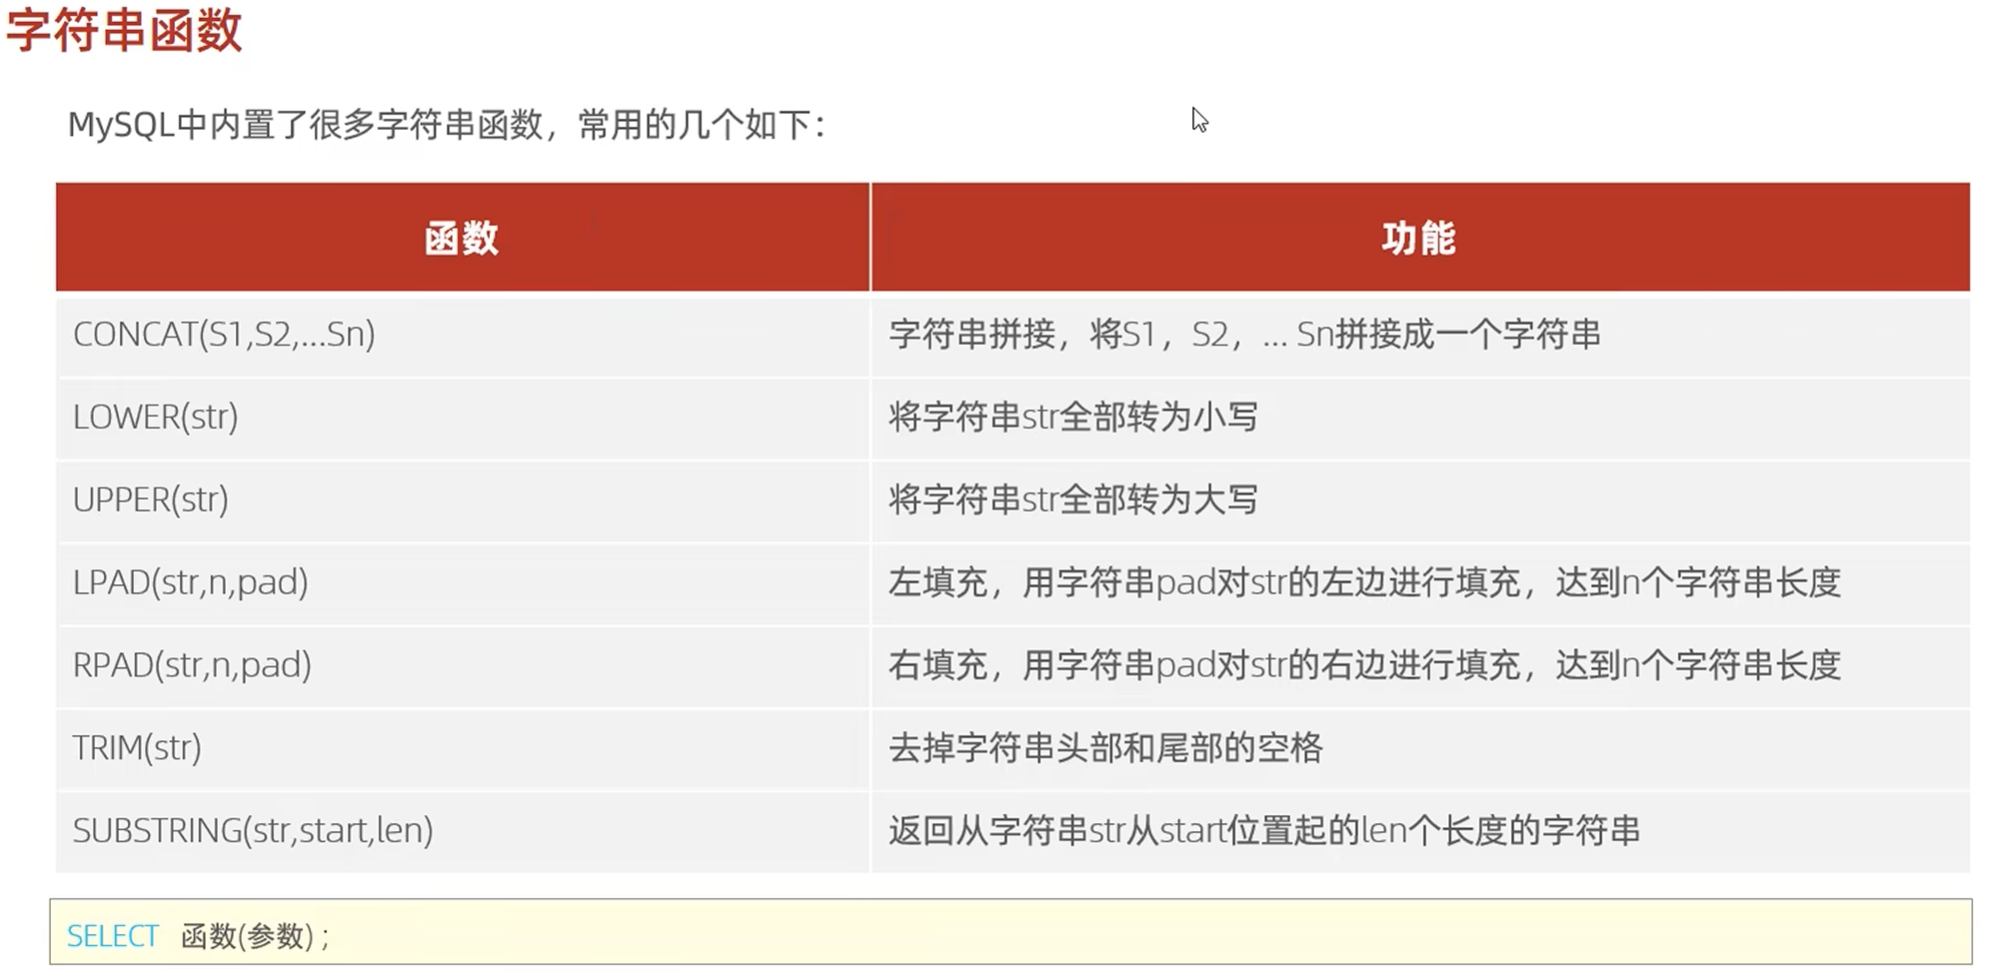 字符串函数
MySQL中内置了很多字符串函数，常用的几个如下：
函数 功能
CONCAT(S1,S2,...Sn) 字符串拼接，将S1，S2，... Sn拼接成一个字符串
LOWER(str) 将字符串str全部转为小写
UPPER(str) 将字符串str全部转为大写
LPAD(str,n,pad) 左填充，用字符串pad对str的左边进行填充，达到n个字符串长度
RPAD(str,n,pad) 右填充，用字符串pad对str的右边进行填充，达到n个字符串长度
TRIM(str) 去掉字符串头部和尾部的空格
SUBSTRING(str,start,len) 返回从字符串str从start位置起的len个长度的字符串
SELECT 函数(参数) ;